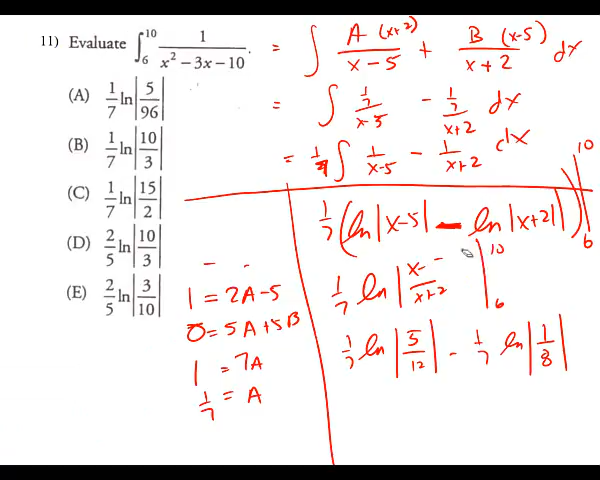 11) Evaluate ∫₆¹⁰ 1/(x² − 3x − 10). = ∫ A (x+2)/(x−5) + B (x−5)/(x+2) dx
(A) 1/7 ln|5/96|
= ∫ 1/7/(x−5) − 1/7/(x+2) dx
(B) 1/7 ln|10/3|
= 1/7 ∫ 1/(x−5) − 1/(x+2) dx
(C) 1/7 ln|15/2|
(D) 2/5 ln|10/3|
(E) 2/5 ln|3/10|
1/7 (ln|x−5| − ln|x+2|) |₆¹⁰
1/7 ln|x−/x+2| |₆¹⁰
1/7 ln|5/12| − 1/7 ln|1/8|
1 = 2A−5
0 = 5A+5B
1 = 7A
1/7 = A